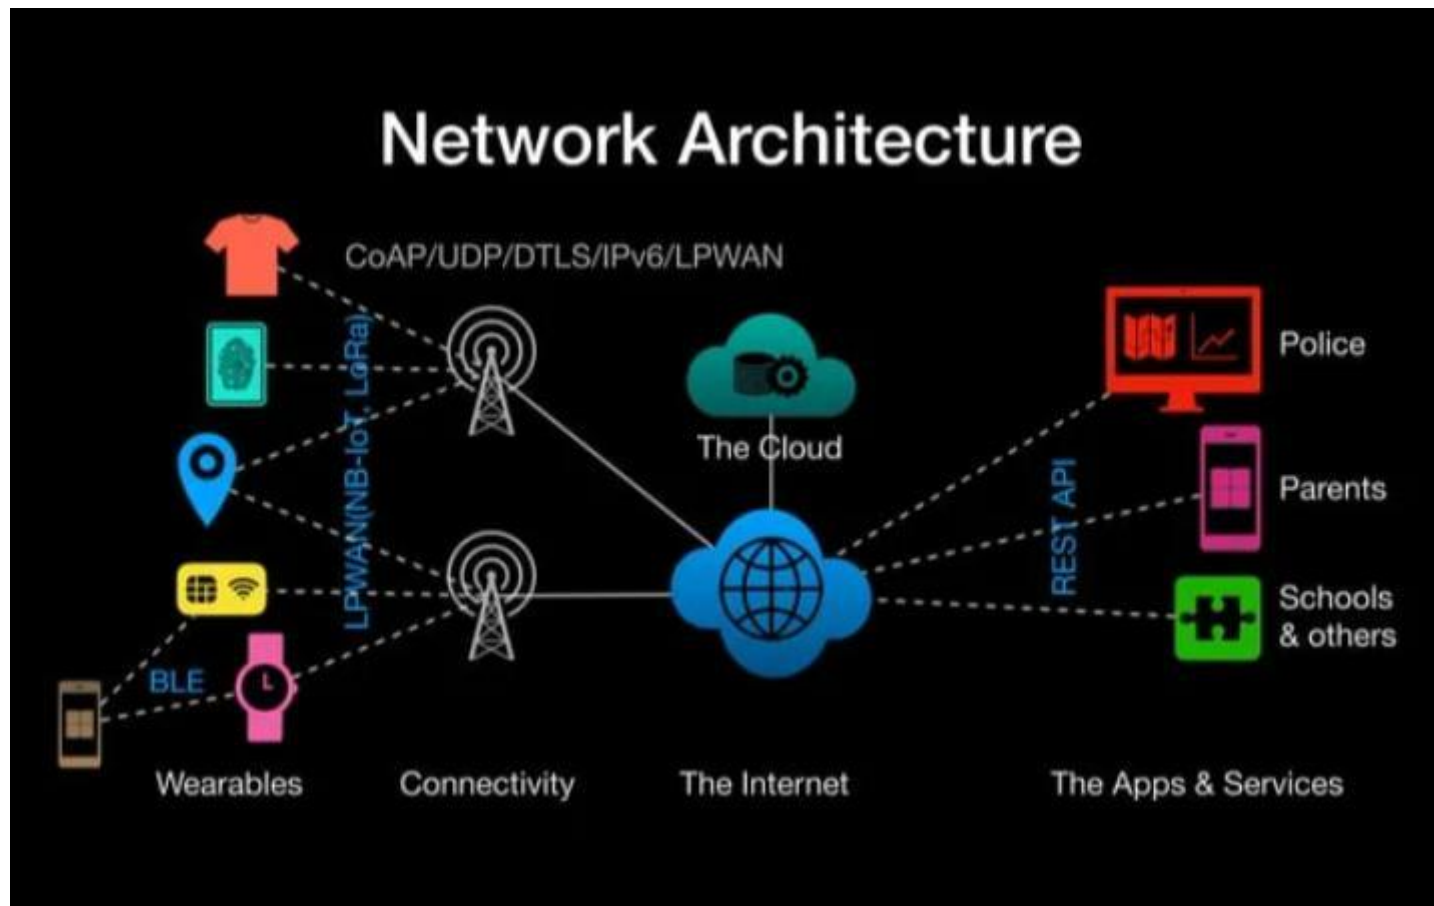 Network Architecture
CoAP/UDP/DTLS/IPv6/LPWAN
LPWAN(NB-IoT, LoRa)
BLE
The Cloud
REST API
Police
Parents
Schools
& others
Wearables
Connectivity
The Internet
The Apps & Services